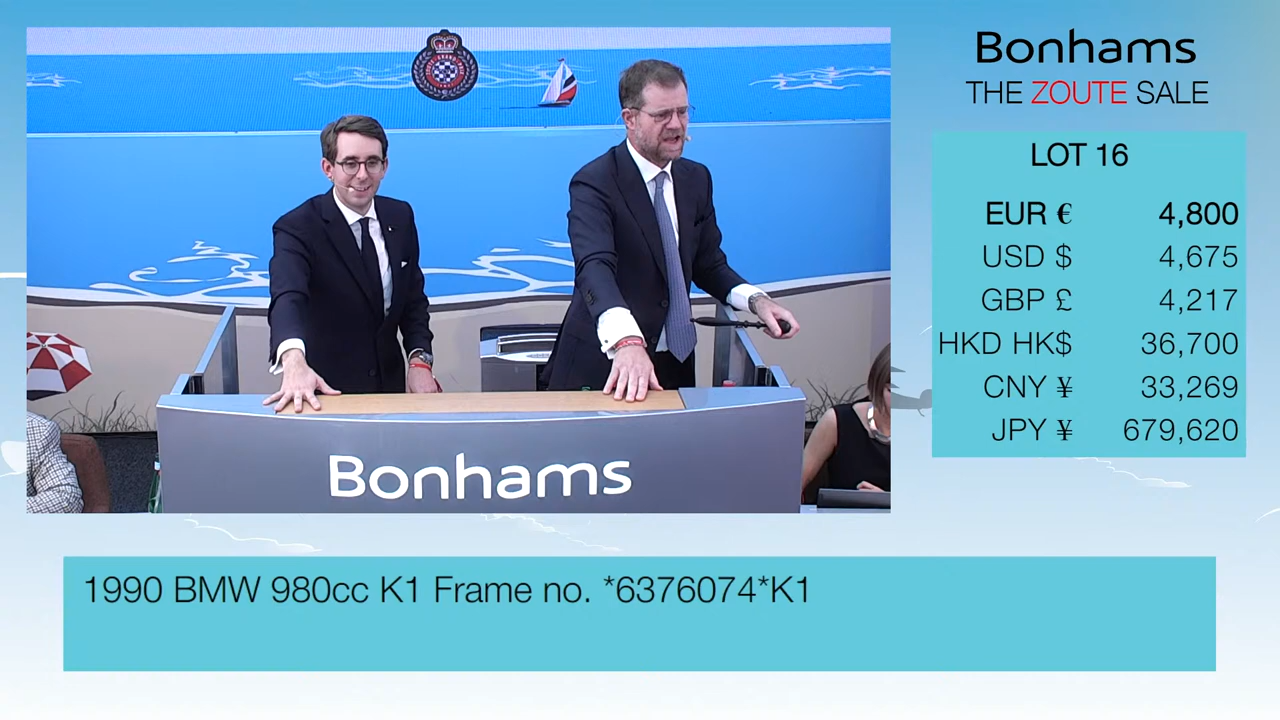 Bonhams
THE ZOUTE SALE
LOT 16
EUR € 4,800
USD $ 4,675
GBP £ 4,217
HKD HK$ 36,700
CNY ¥ 33,269
JPY ¥ 679,620
Bonhams
1990 BMW 980cc K1 Frame no. *6376074*K1